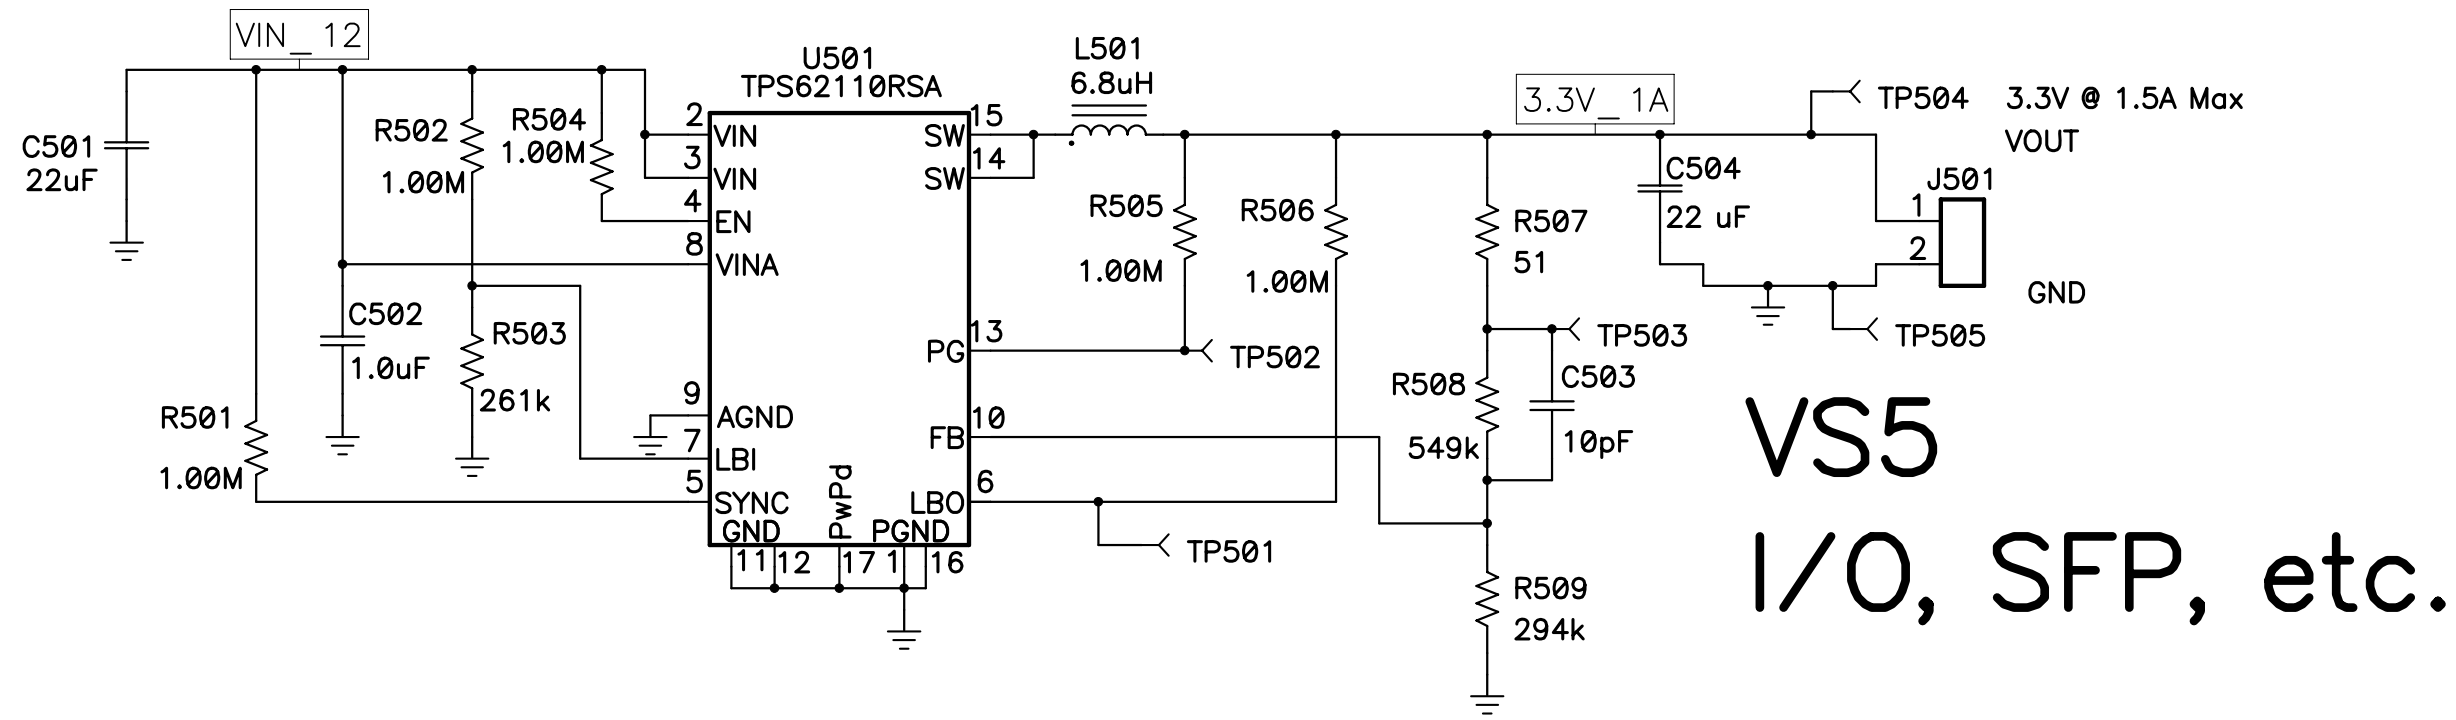 VIN_12
U501
TPS62110RSA
L501
6.8uH
3.3V_1A
TP504
3.3V @ 1.5A Max
VOUT
C501
22uF
R502
1.00M
R504
1.00M
2
VIN
3
VIN
4
EN
8
VINA
9
AGND
7
LBI
5
SYNC
GND
PwPd
PGND
11
12
17
1
16
15
SW
14
SW
13
PG
10
FB
6
LBO
C502
1.0uF
R503
261k
R501
1.00M
R505
1.00M
R506
1.00M
TP502
TP501
R507
51
TP503
R508
549k
C503
10pF
R509
294k
C504
22 uF
J501
1
2
GND
TP505
VS5
I/O, SFP, etc.